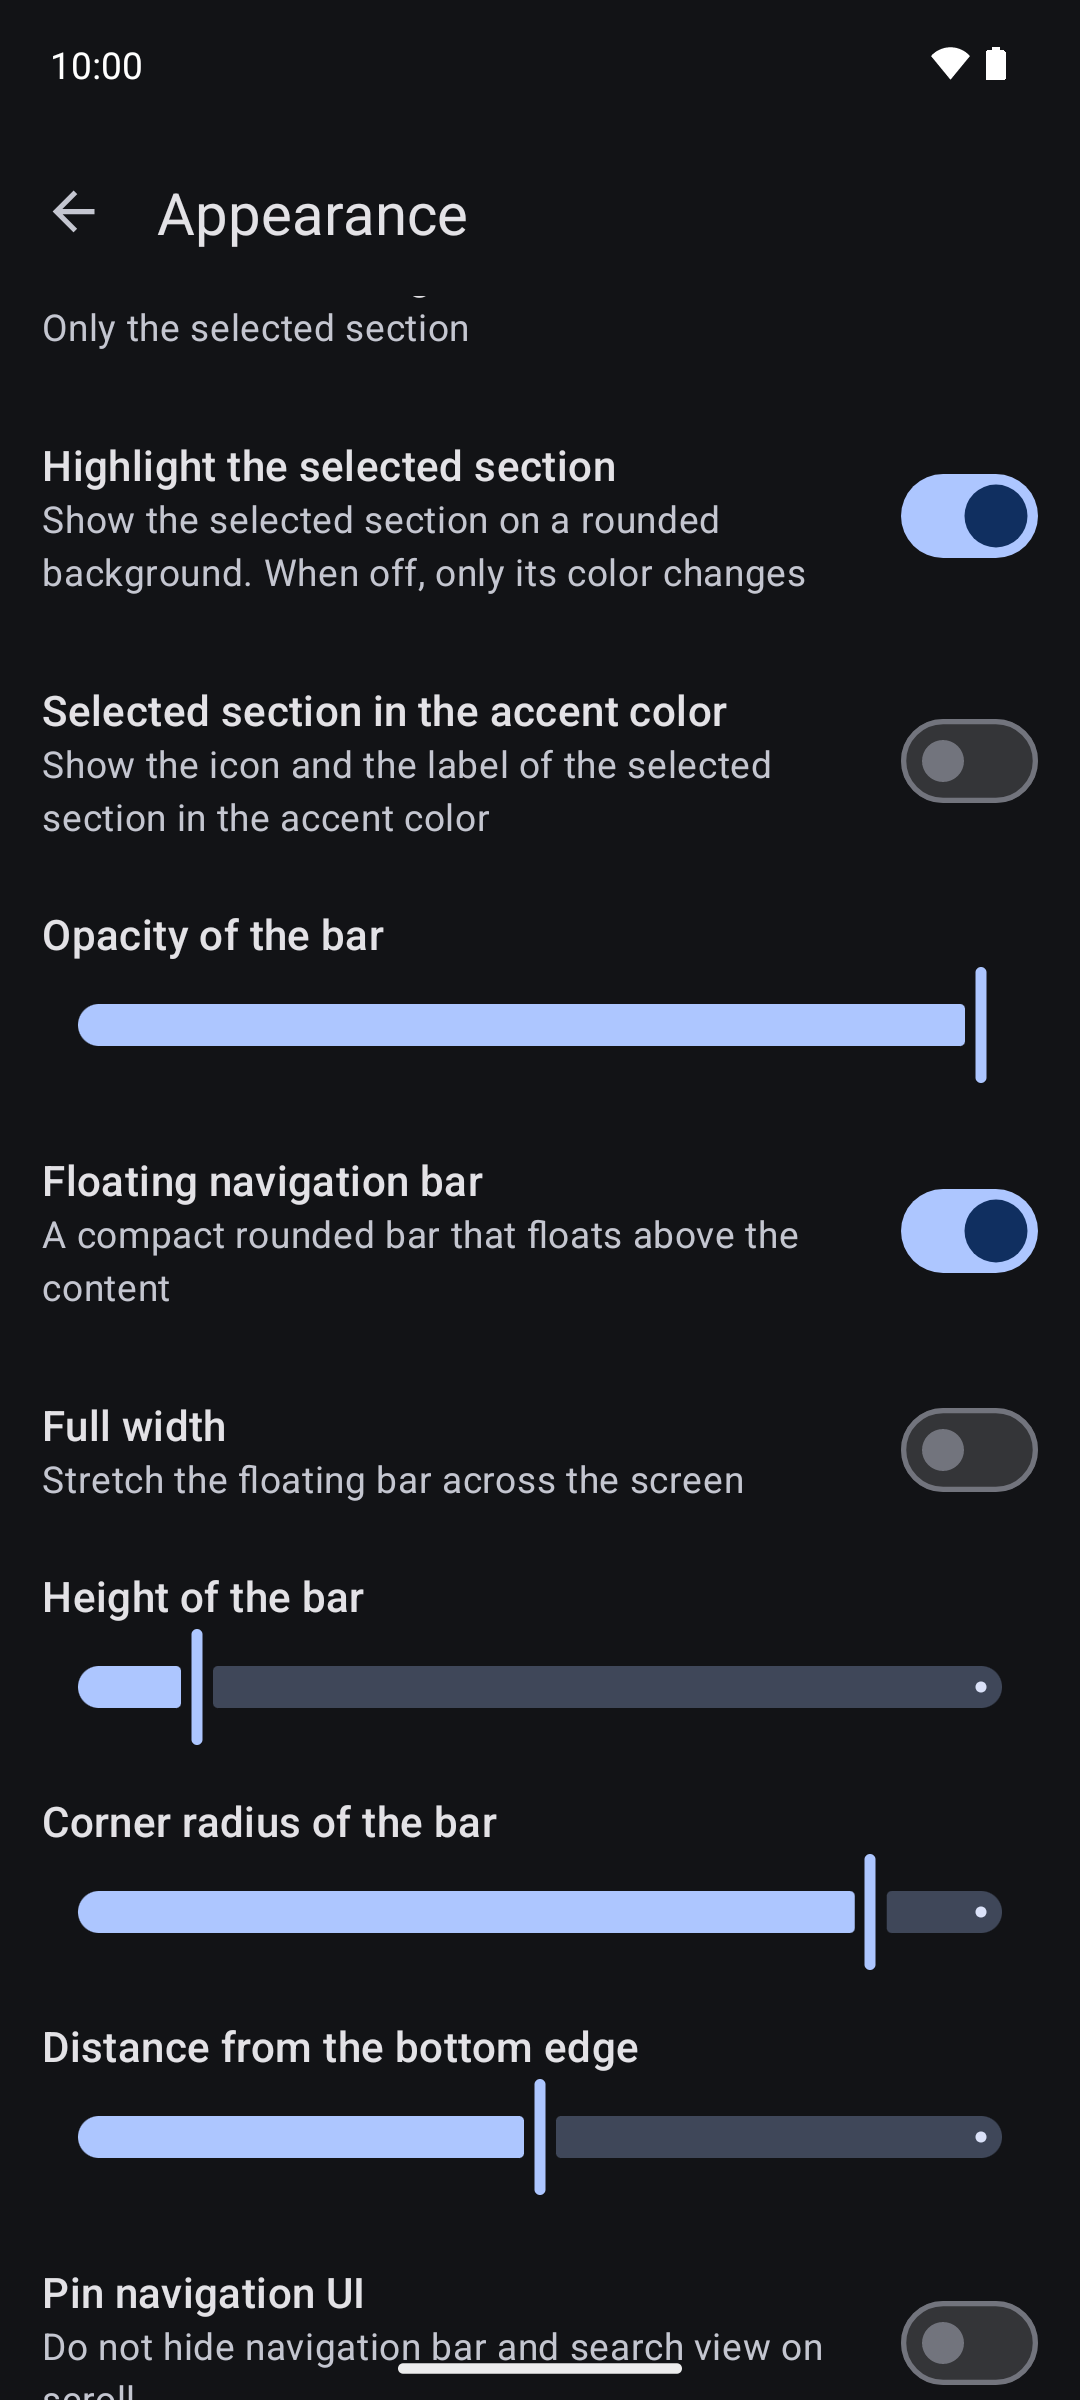 10:00
Appearance
Only the selected section
Highlight the selected section
Show the selected section on a rounded
background. When off, only its color changes
Selected section in the accent color
Show the icon and the label of the selected
section in the accent color
Opacity of the bar
Floating navigation bar
A compact rounded bar that floats above the
content
Full width
Stretch the floating bar across the screen
Height of the bar
Corner radius of the bar
Distance from the bottom edge
Pin navigation UI
Do not hide navigation bar and search view on
scroll